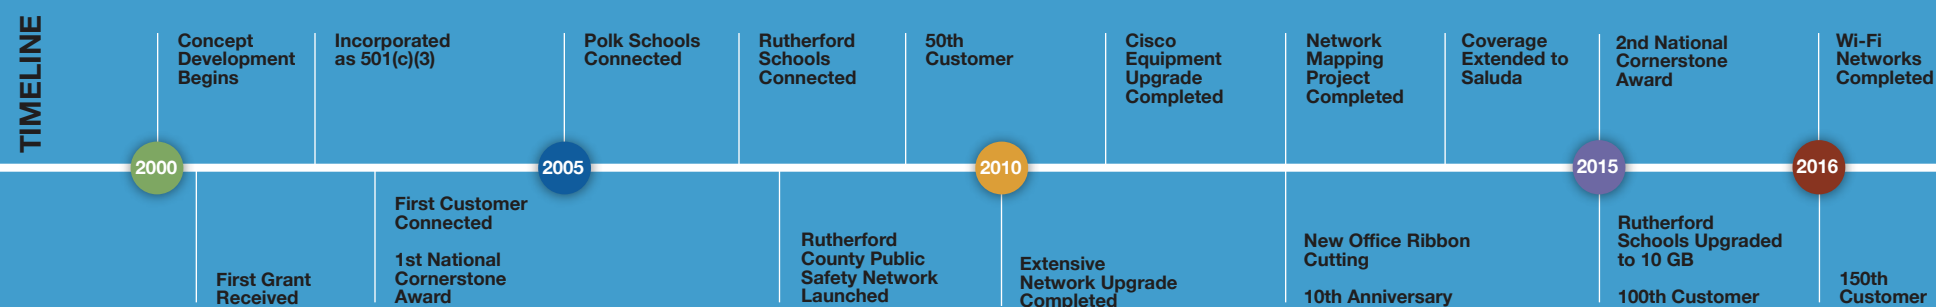 TIMELINE
Concept
Development
Begins
Incorporated
as 501(c)(3)
Polk Schools
Connected
Rutherford
Schools
Connected
50th
Customer
Cisco
Equipment
Upgrade
Completed
Network
Mapping
Project
Completed
Coverage
Extended to
Saluda
2nd National
Cornerstone
Award
Wi-Fi
Networks
Completed
2000
2005
2010
2015
2016
First Grant
Received
First Customer
Connected
1st National
Cornerstone
Award
Rutherford
County Public
Safety Network
Launched
Extensive
Network Upgrade
Completed
New Office Ribbon
Cutting
10th Anniversary
Rutherford
Schools Upgraded
to 10 GB
100th Customer
150th
Customer